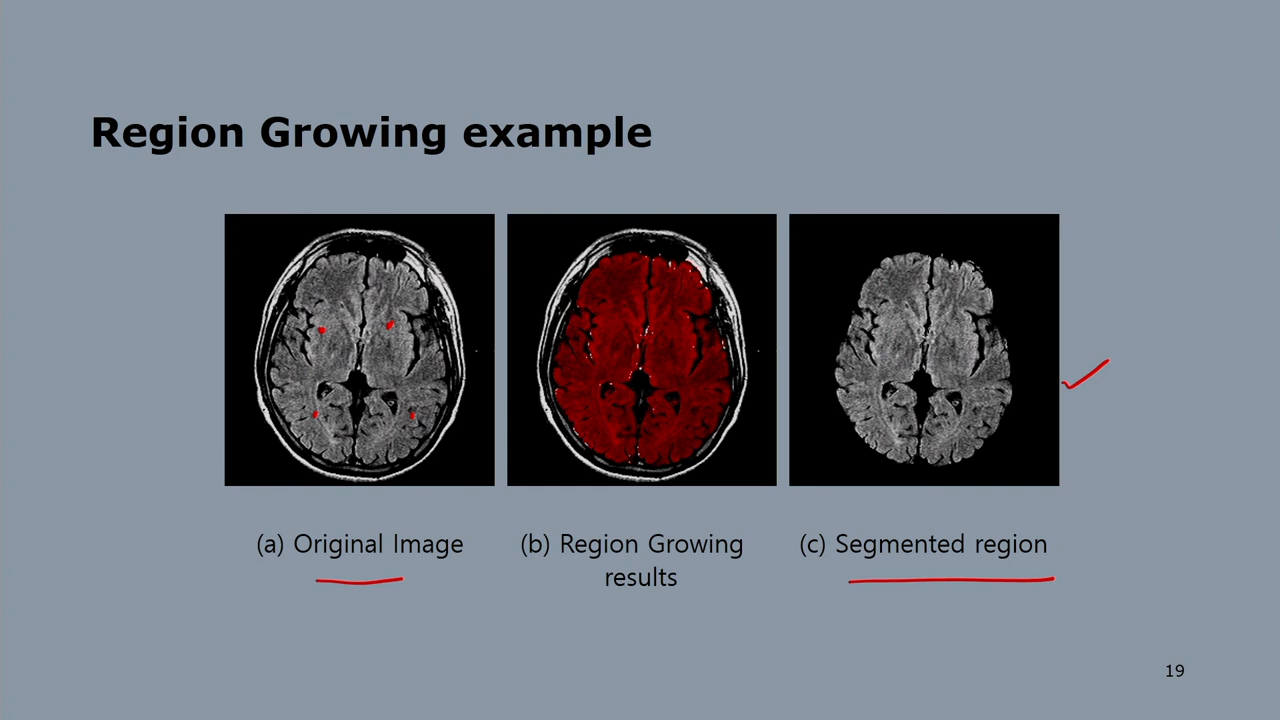 Region Growing example
(a) Original Image
(b) Region Growing
results
(c) Segmented region
19